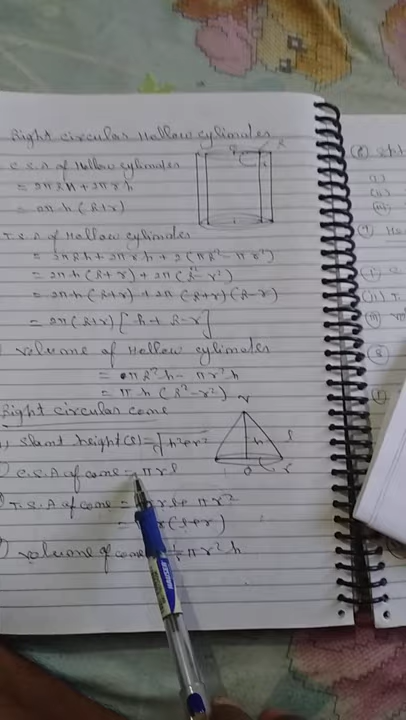 Right circular Hollow cylinder
C.S.A of Hollow cylinder
= 2πRh + 2πrh
= 2πh (R+r)
T.S.A of Hollow cylinder
= 2πRh + 2πrh + 2(πR²-πr²)
= 2πh (R+r) + 2π(R²-r²)
= 2πh (R+r) + 2π (R+r)(R-r)
= 2π(R+r) [h+R-r]
volume of Hollow cylinder
= πR²h - πr²h
= πh (R²-r²)
Right circular cone
Slant height(l) = √h²+r²
C.S.A of cone = πrl
T.S.A of cone = πrl + πr²
= πr(l+r)
volume of cone = ⅓πr²h
V
h
l
O
r
(i)
(ii)
(iii)